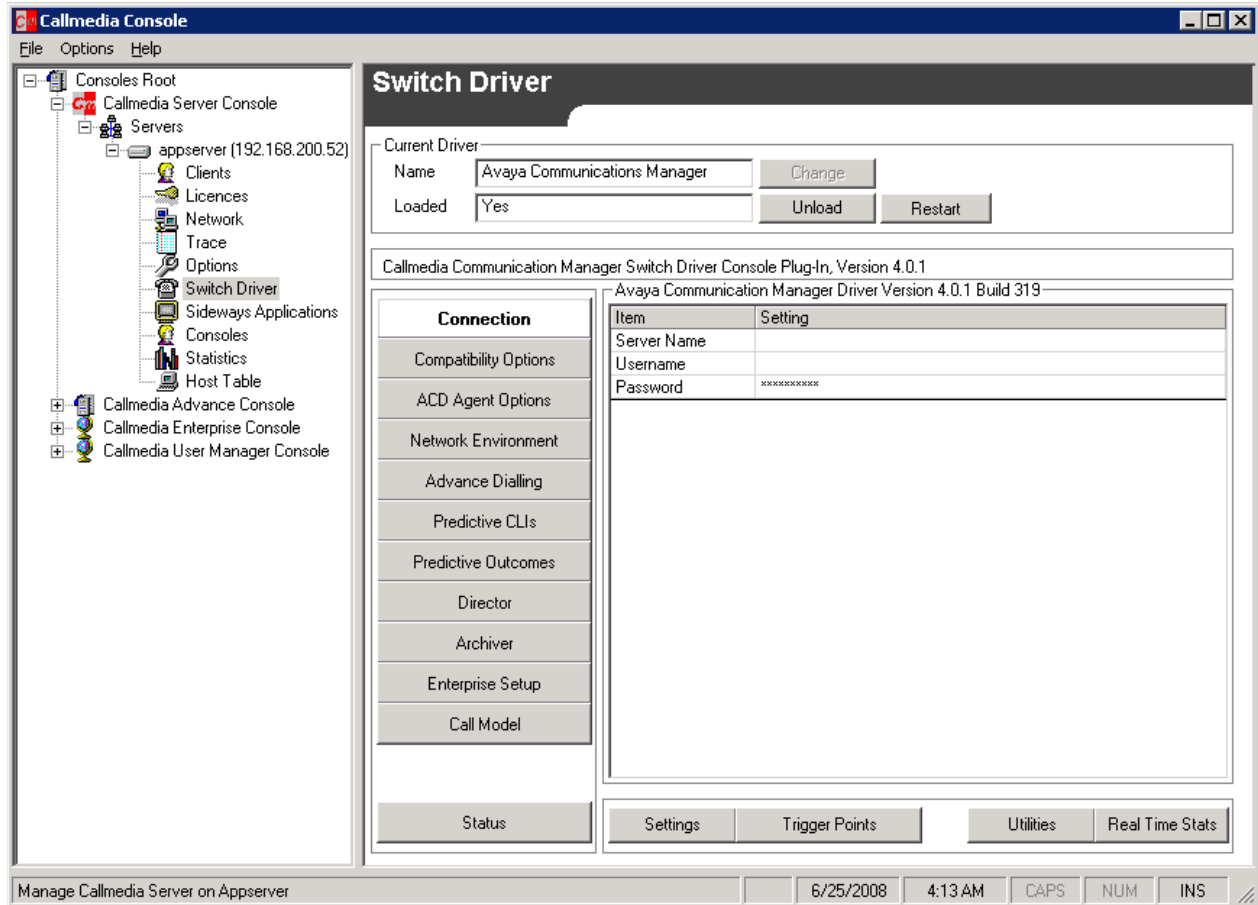 Callmedia Console
File Options Help
Consoles Root
Callmedia Server Console
Servers
appserver (192.168.200.52)
Clients
Licences
Network
Trace
Options
Switch Driver
Sideways Applications
Consoles
Statistics
Host Table
Callmedia Advance Console
Callmedia Enterprise Console
Callmedia User Manager Console
Switch Driver
Current Driver
Name Avaya Communications Manager Change
Loaded Yes Unload Restart
Callmedia Communication Manager Switch Driver Console Plug-In, Version 4.0.1
Connection
Compatibility Options
ACD Agent Options
Network Environment
Advance Dialling
Predictive CLIs
Predictive Outcomes
Director
Archiver
Enterprise Setup
Call Model
Status
Avaya Communication Manager Driver Version 4.0.1 Build 319
Item Setting
Server Name
Username
Password xxxxxxxxxx
Settings Trigger Points Utilities Real Time Stats
Manage Callmedia Server on Appserver 6/25/2008 4:13 AM CAPS NUM INS